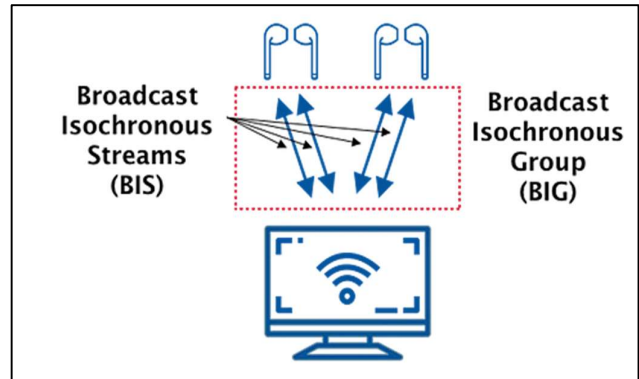 Broadcast
Isochronous
Streams
(BIS)
Broadcast
Isochronous
Group
(BIG)